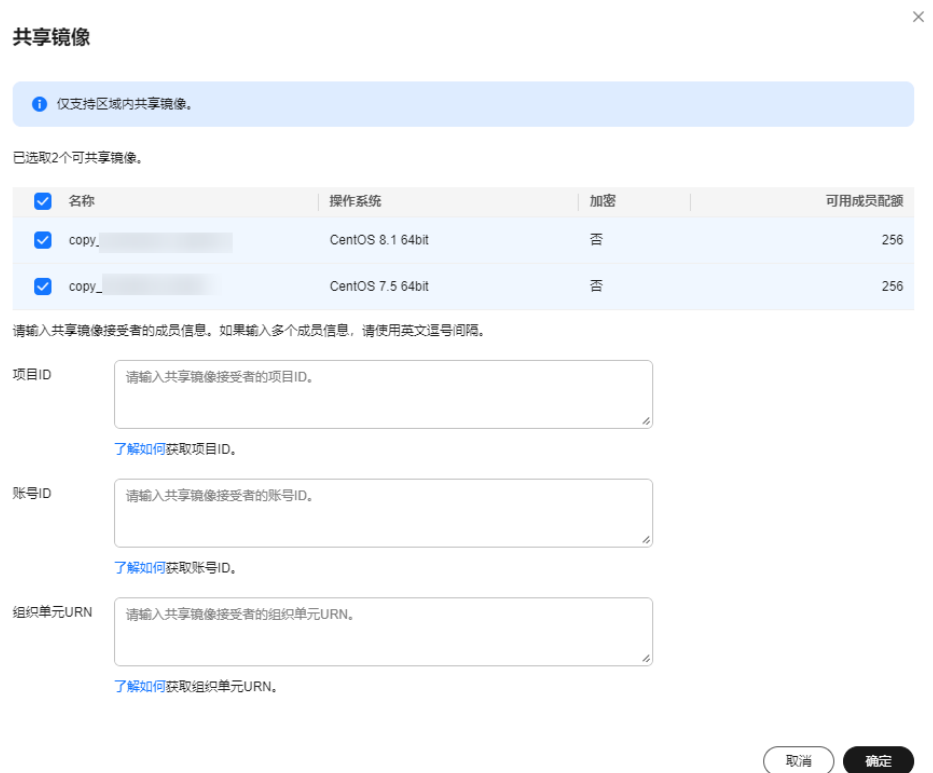 共享镜像
仅支持区域内共享镜像。
已选取2个可共享镜像。
名称 操作系统 加密 可用成员配额
copy_ CentOS 8.1 64bit 否 256
copy_ CentOS 7.5 64bit 否 256
请输入共享镜像接受者的成员信息。如果输入多个成员信息，请使用英文逗号间隔。
项目ID 请输入共享镜像接受者的项目ID。
了解如何获取项目ID。
账号ID 请输入共享镜像接受者的账号ID。
了解如何获取账号ID。
组织单元URN 请输入共享镜像接受者的组织单元URN。
了解如何获取组织单元URN。
取消 确定